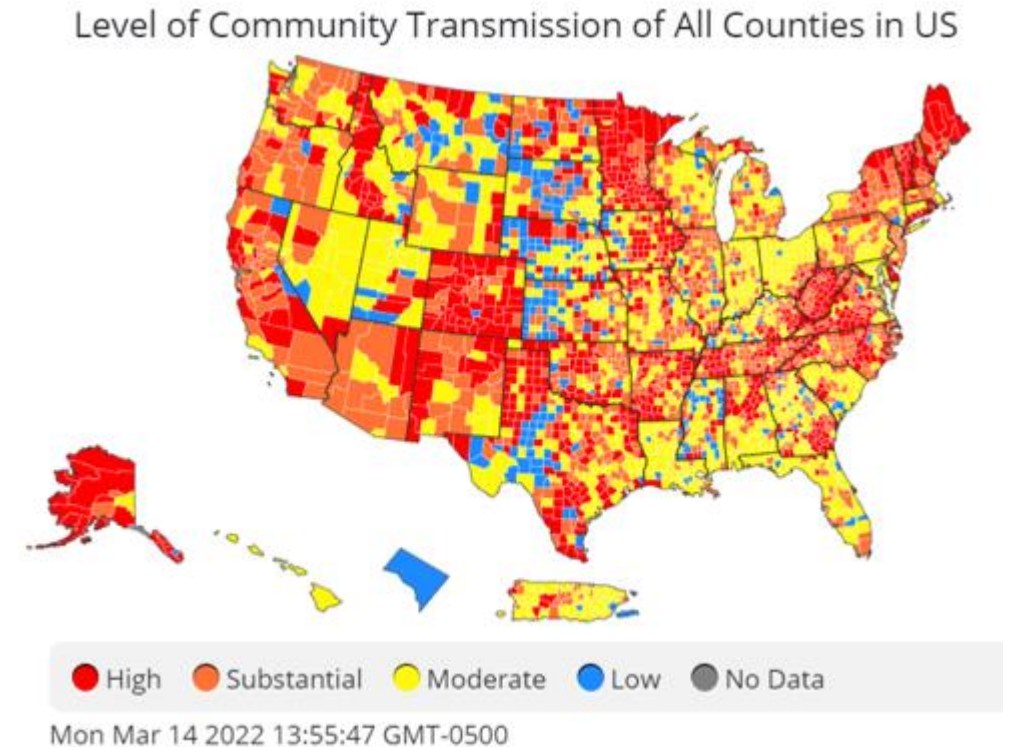 Level of Community Transmission of All Counties in US
High Substantial Moderate Low No Data
Mon Mar 14 2022 13:55:47 GMT-0500